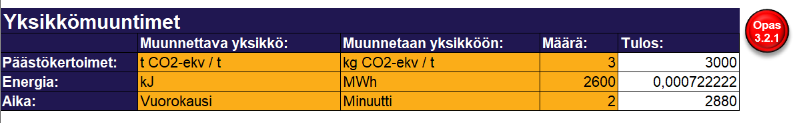 Yksikkömuuntimet
Opas
3.2.1
Muunnettava yksikkö: Muunnetaan yksikköön: Määrä: Tulos:
Päästökertoimet: t CO2-ekv / t kg CO2-ekv / t 3 3000
Energia: kJ MWh 2600 0,000722222
Aika: Vuorokausi Minuutti 2 2880